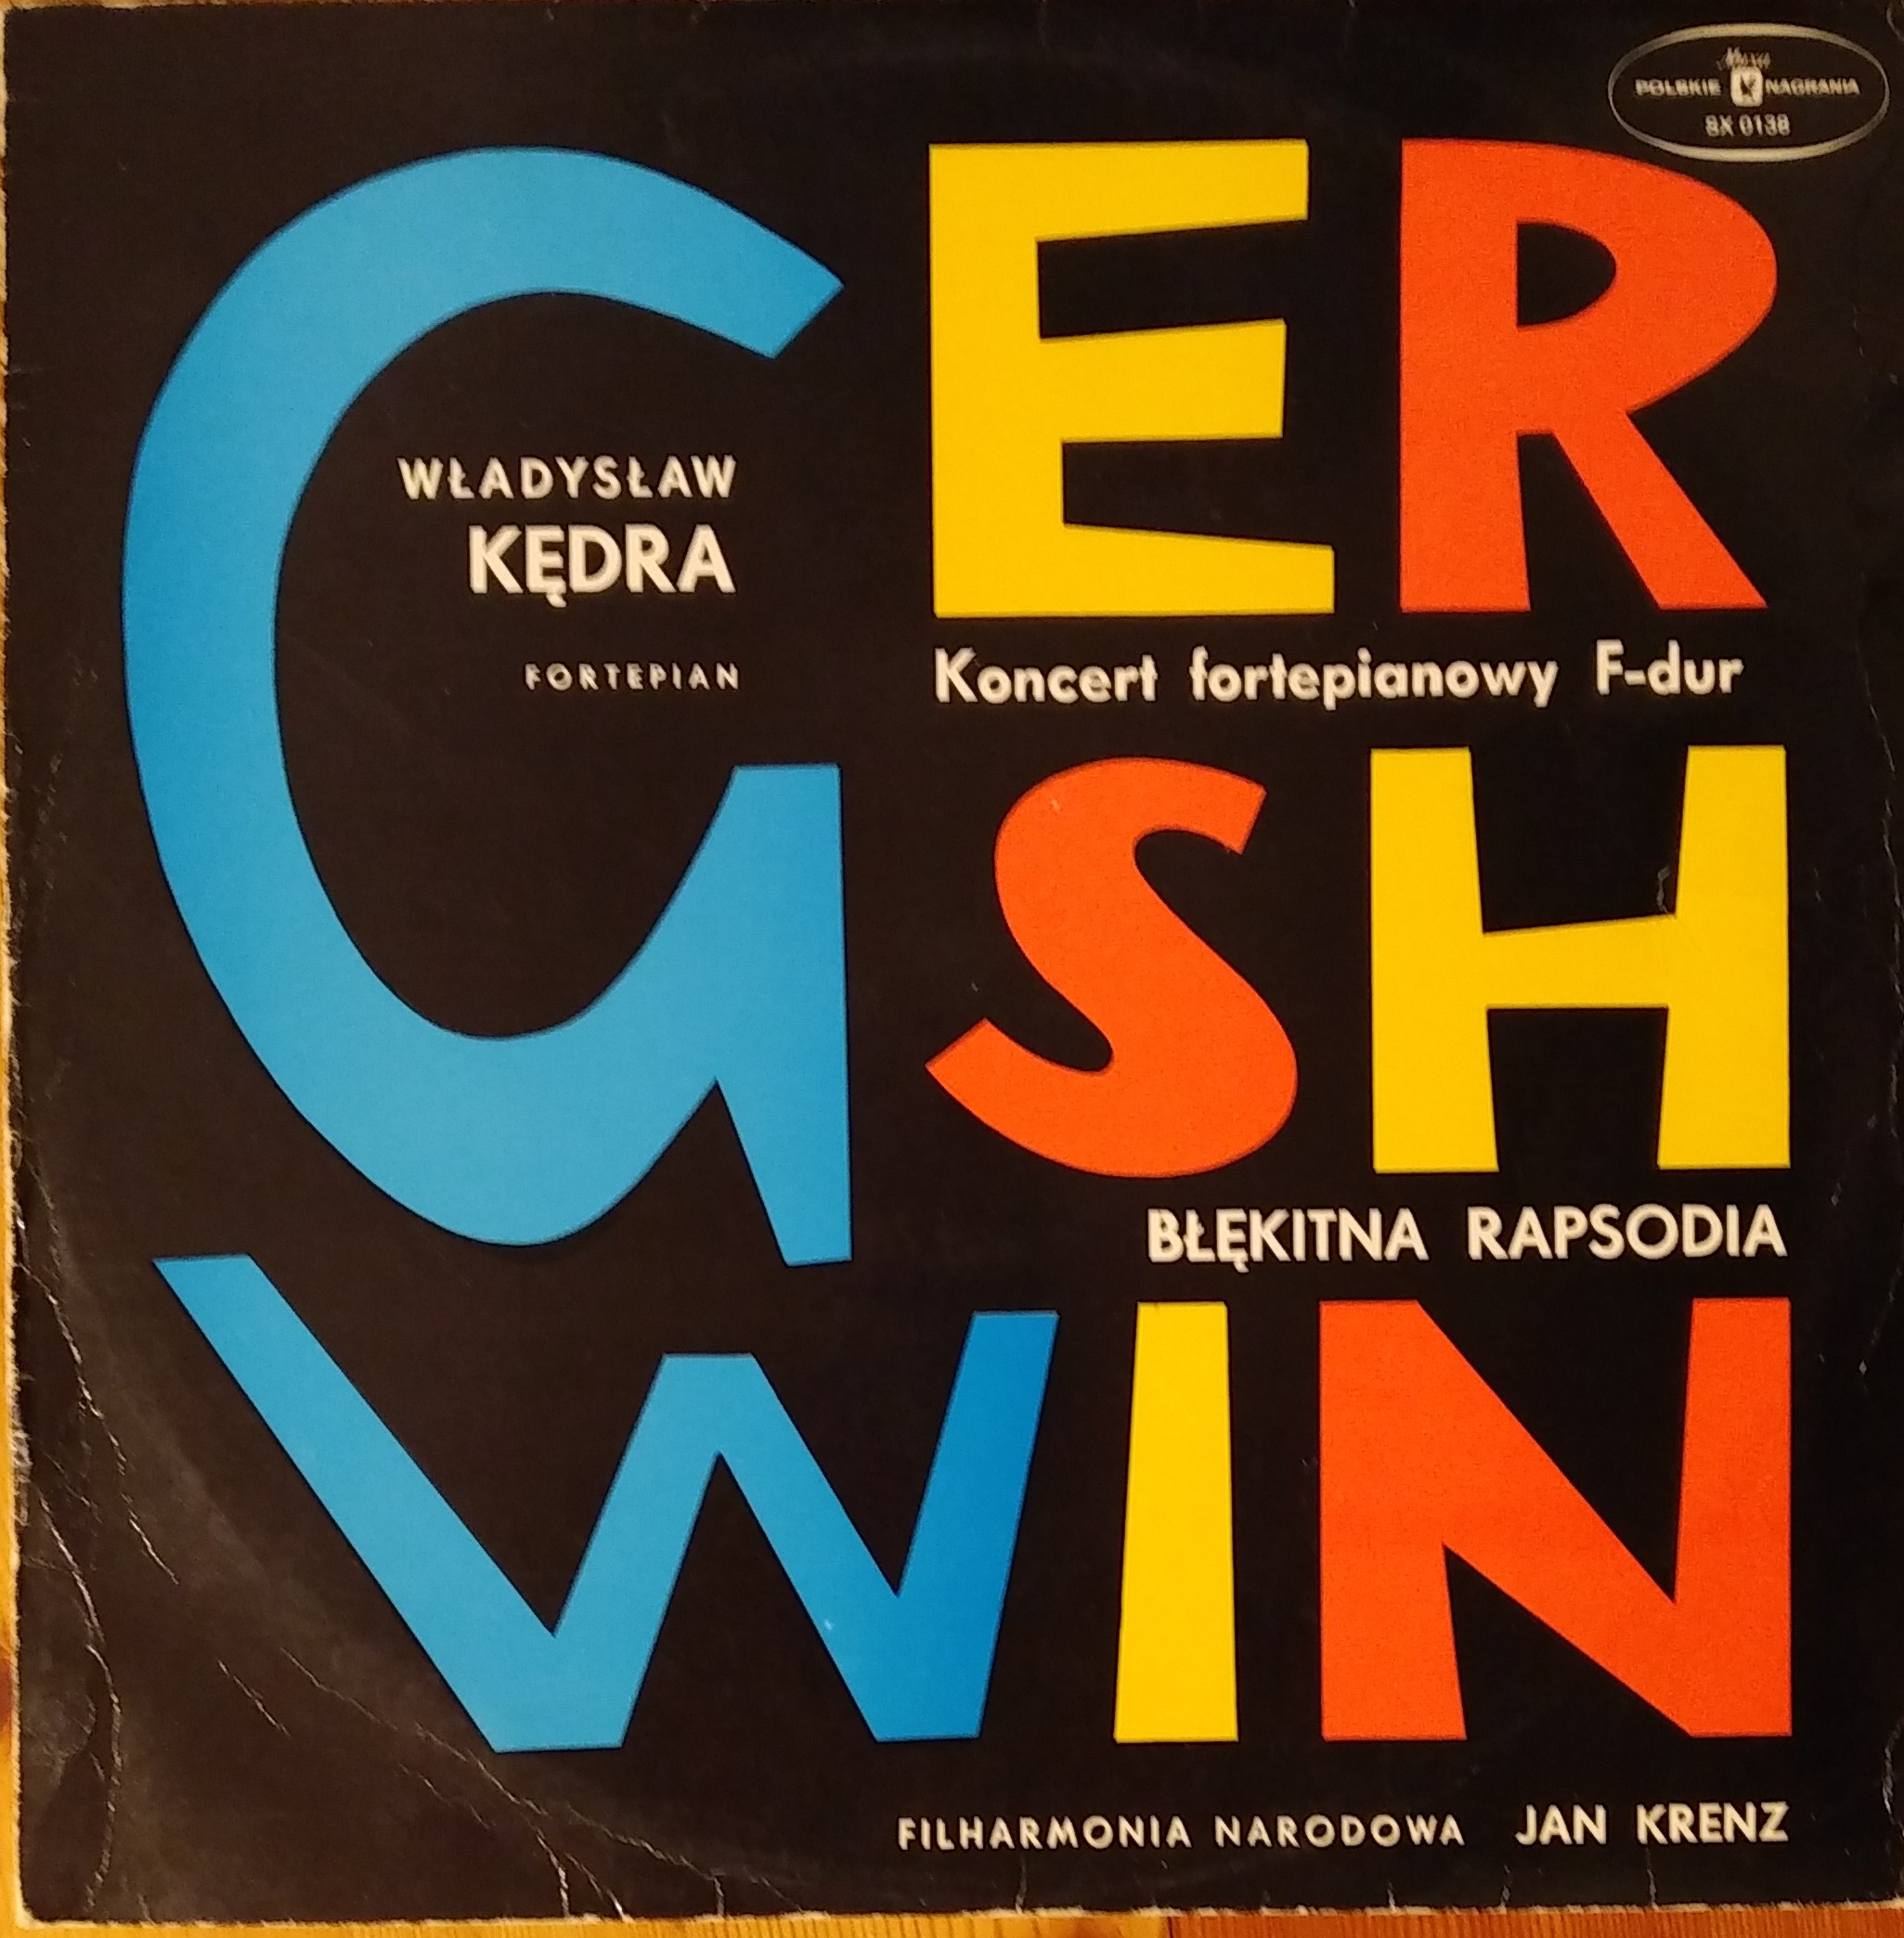 Muza
POLSKIE NAGRANIA
SX 0138
GER
WŁADYSŁAW
KĘDRA
FORTEPIAN
Koncert fortepianowy F-dur
SH
BŁĘKITNA RAPSODIA
WIN
FILHARMONIA NARODOWA JAN KRENZ